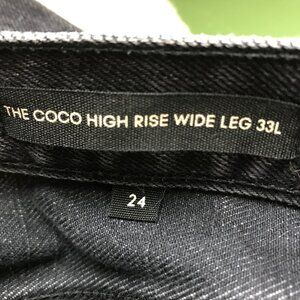 THE COCO HIGH RISE WIDE LEG 33L
24